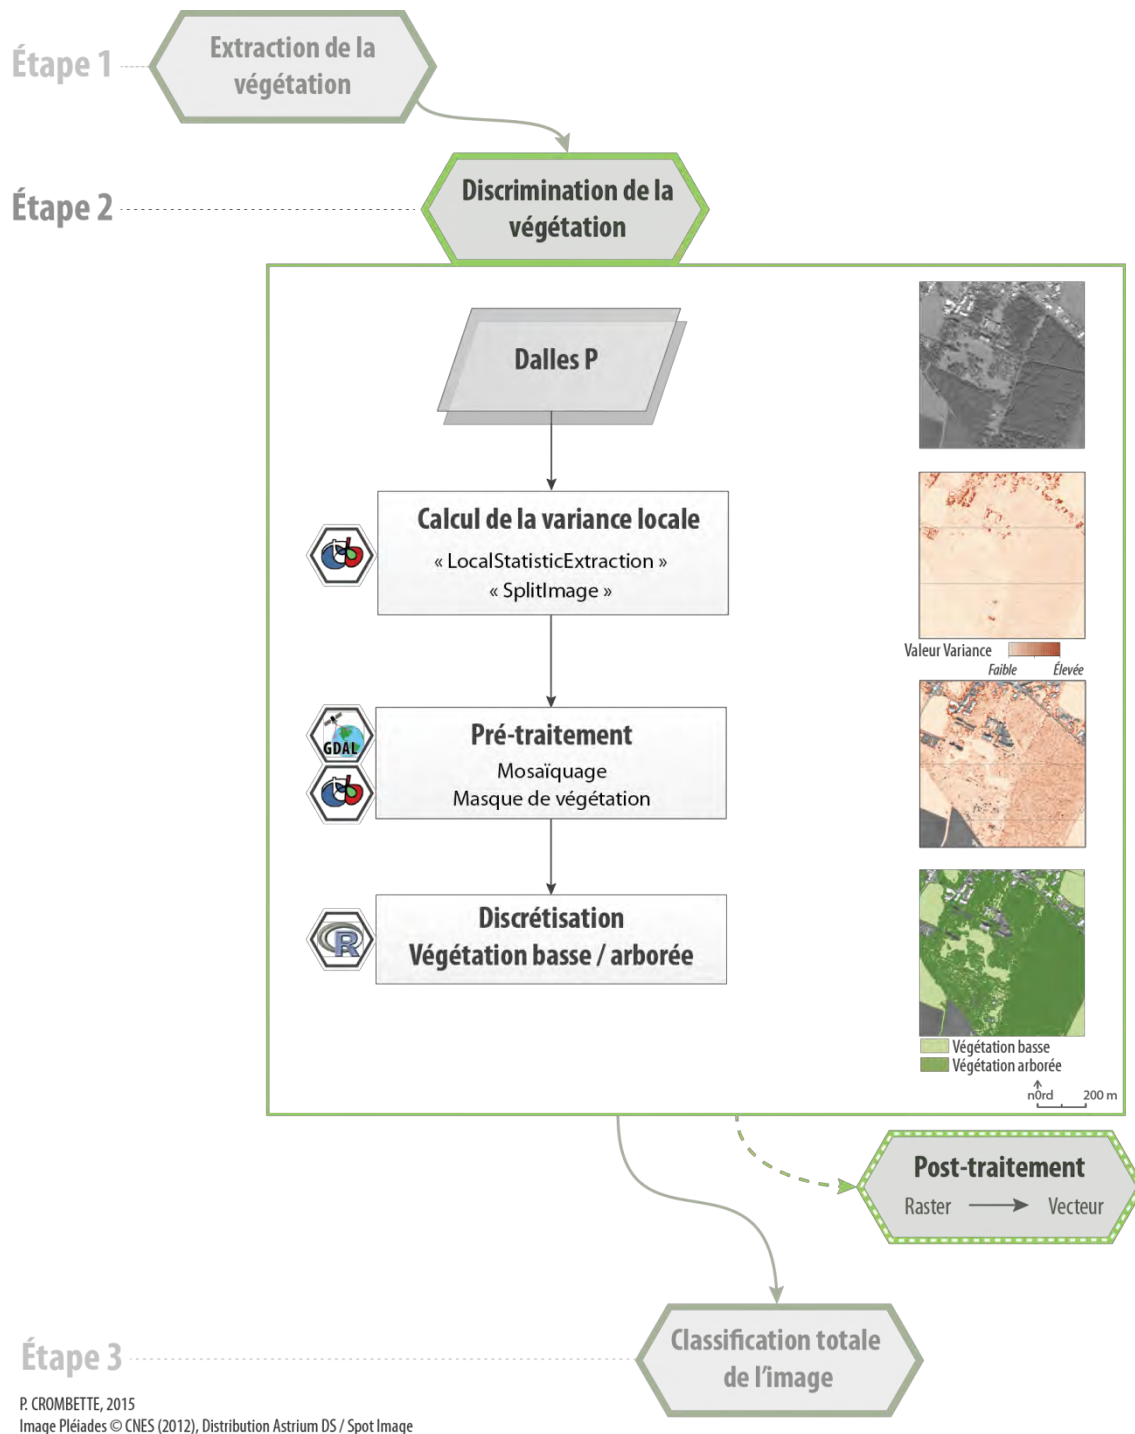 Étape 1
Extraction de la
végétation
Étape 2
Discrimination de la
végétation
Dalles P
Calcul de la variance locale
« LocalStatisticExtraction »
« SplitImage »
Valeur Variance
Faible Élevée
GDAL
Pré-traitement
Mosaïquage
Masque de végétation
R
Discrétisation
Végétation basse / arborée
Végétation basse
Végétation arborée
n0rd 200 m
Post-traitement
Raster Vecteur
Étape 3
Classification totale
de l'image
P. CROMBETTE, 2015
Image Pléiades © CNES (2012), Distribution Astrium DS / Spot Image